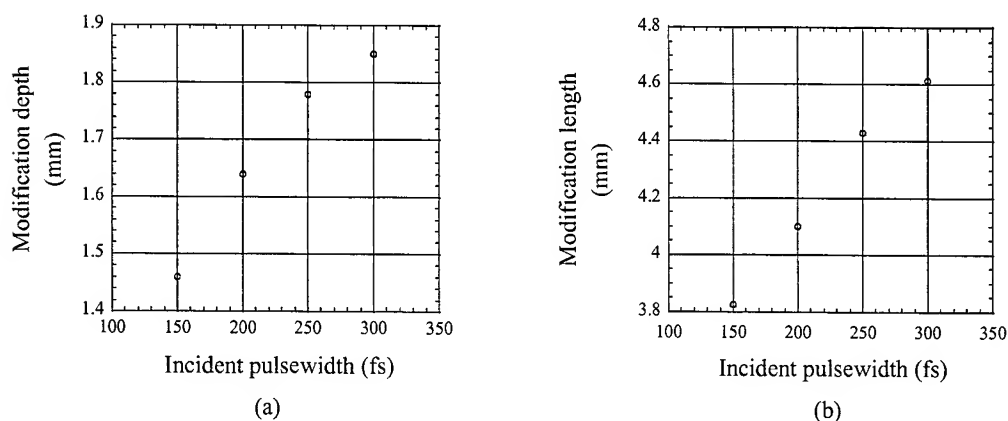 Modification depth
(mm)
1.9
1.8
1.7
1.6
1.5
1.4
100 150 200 250 300 350
Incident pulsewidth (fs)
(a)
Modification length
(mm)
4.8
4.6
4.4
4.2
4
3.8
100 150 200 250 300 350
Incident pulsewidth (fs)
(b)